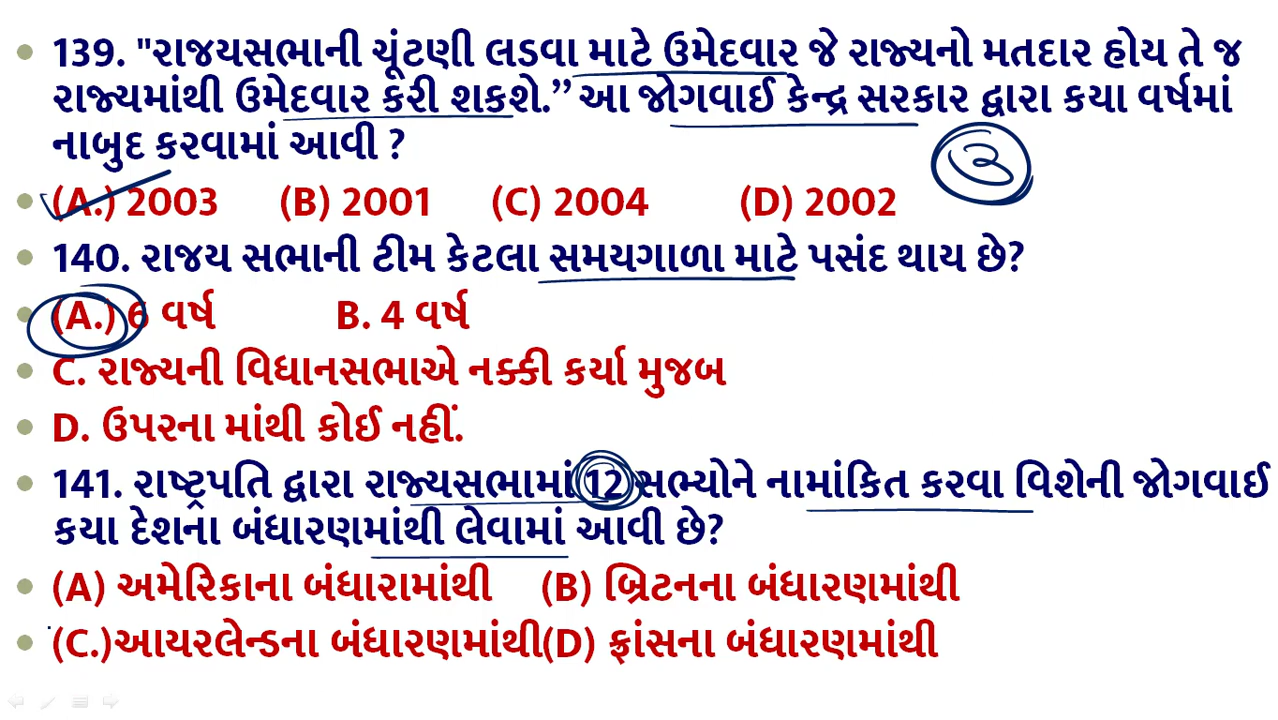 139. "રાજયસભાની ચૂંટણી લડવા માટે ઉમેદવાર જે રાજ્યનો મતદાર હોય તે જ
રાજ્યમાંથી ઉમેદવાર કરી શકશે.” આ જોગવાઈ કેન્દ્ર સરકાર દ્વારા કયા વર્ષમાં
નાબુદ કરવામાં આવી ?
3
(A.) 2003 (B) 2001 (C) 2004 (D) 2002
140. રાજય સભાની ટીમ કેટલા સમયગાળા માટે પસંદ થાય છે?
(A.) 6 વર્ષ B. 4 વર્ષ
C. રાજ્યની વિધાનસભાએ નક્કી કર્યા મુજબ
D. ઉપરના માંથી કોઈ નહીં.
141. રાષ્ટ્રપતિ દ્વારા રાજ્યસભામાં 12 સભ્યોને નામાંકિત કરવા વિશેની જોગવાઈ
કયા દેશના બંધારણમાંથી લેવામાં આવી છે?
(A) અમેરિકાના બંધારામાંથી (B) બ્રિટનના બંધારણમાંથી
(C.)આયરલેન્ડના બંધારણમાંથી(D) ફ્રાંસના બંધારણમાંથી